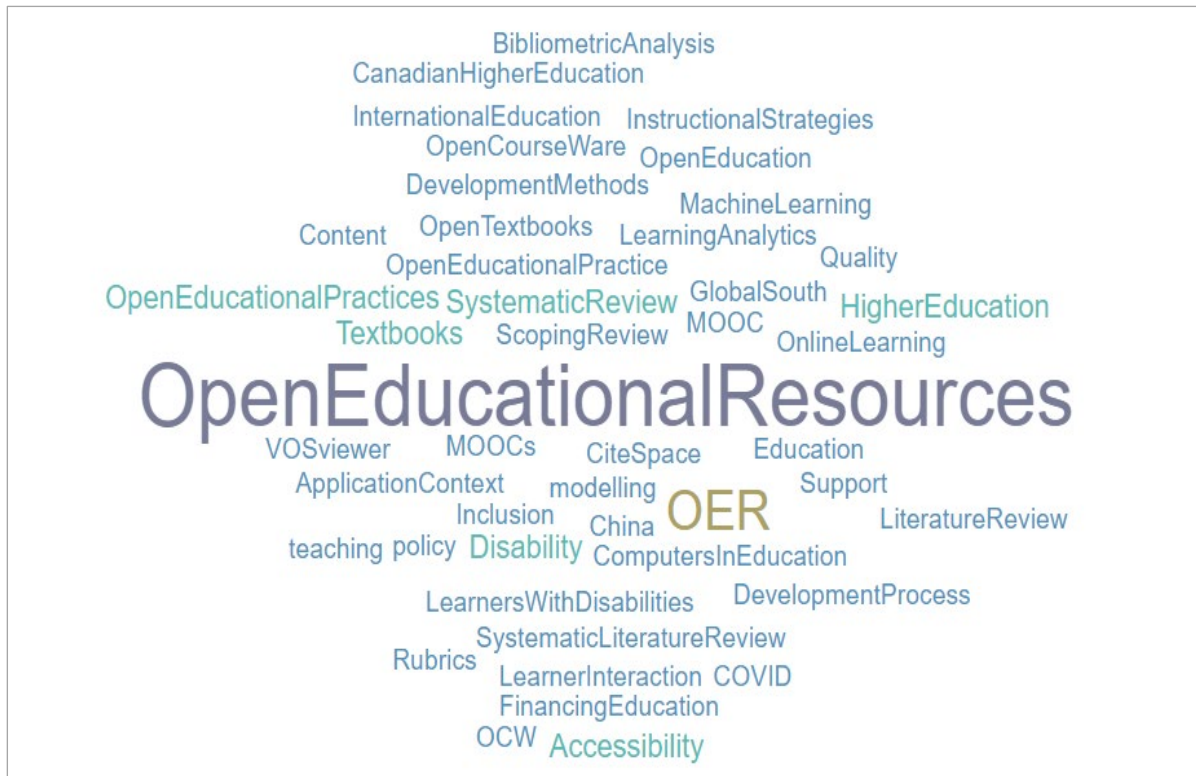 BibliometricAnalysis
CanadianHigherEducation
InternationalEducation InstructionalStrategies
OpenCourseWare OpenEducation
DevelopmentMethods
MachineLearning
Content OpenTextbooks LearningAnalytics
OpenEducationalPractice Quality
OpenEducationalPractices SystematicReview GlobalSouth HigherEducation
Textbooks ScopingReview MOOC OnlineLearning
OpenEducationalResources
VOSviewer MOOCs CiteSpace Education
ApplicationContext modelling OER Support
Inclusion China LiteratureReview
teaching policy Disability ComputersInEducation
LearnersWithDisabilities DevelopmentProcess
SystematicLiteratureReview
Rubrics LearnerInteraction COVID
FinancingEducation
OCW Accessibility